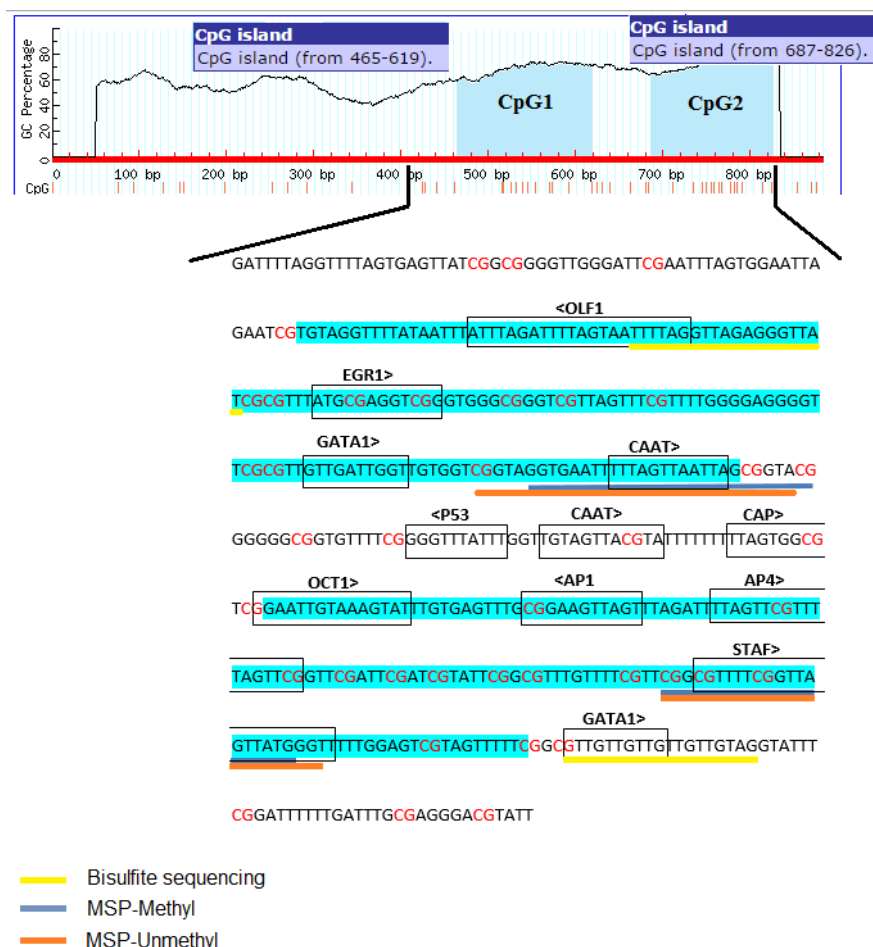 CpG island
CpG island (from 465-619).
CpG island
CpG island (from 687-826).
GC Percentage
0 20 40 60 80
CpG1
CpG2
0 100 bp 200 bp 300 bp 400 bp 500 bp 600 bp 700 bp 800 bp
CpG
GATTTTAGGTTTTAGTGAGTTATCGGCGGGGTTGGGATTCGAATTTAGTGGAATTA
<OLF1
GAATCGTGTAGGTTTTATAATTTATTTAGATTTTAGTAATTTTAGGTTAGAGGGTTA
EGR1>
TCGCGTTTATGCGAGGTCGGGTGGGCGGGTCGTTAGTTTCGTTTTGGGGAGGGGT
GATA1> CAAT>
TCGCGTTGTTGATTGGTTGTGGTCGGTAGGTGAATTTTTAGTTAATTAGCGGTACG
<P53 CAAT> CAP>
GGGGGCGGTGTTTTCGGGGTTTATTTGGTTGTAGTTACGTATTTTTTTTTAGTGGCG
OCT1> <AP1 AP4>
TCGGAATTGTAAAGTATTTGTGAGTTTGCGGAAGTTAGTTTAGATTTTAGTTCGTTT
TAGTTCGGTTCGATTCGATCGTATTCGGCGTTTGTTTTCGTTCGGCGTTTTCGGTTA
STAF>
GTTATGGGTTTTTGGAGTCGTAGTTTTTCGGCGTTGTTGTTGTTGTTGTAGGTATTT
GATA1>
CGGATTTTTTGATTTGCGAGGGACGTATT
Bisulfite sequencing
MSP-Methyl
MSP-Unmethyl